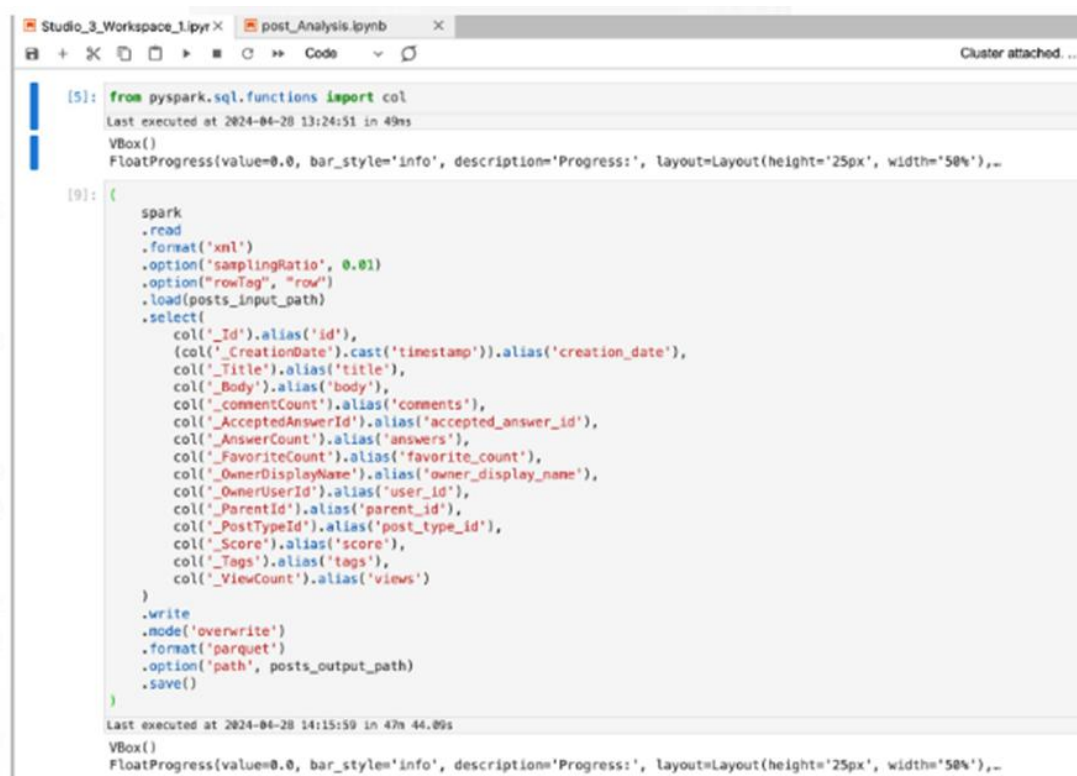 Studio_3_Workspace_1.ipyr
post_Analysis.ipynb
Code
Cluster attached. ...
[5]: from pyspark.sql.functions import col
Last executed at 2024-04-28 13:24:51 in 49ms
VBox()
FloatProgress(value=0.0, bar_style='info', description='Progress:', layout=Layout(height='25px', width='50%'),…
[9]: (
spark
.read
.format('xml')
.option('samplingRatio', 0.01)
.option("rowTag", "row")
.load(posts_input_path)
.select(
col('_Id').alias('id'),
(col('_CreationDate').cast('timestamp')).alias('creation_date'),
col('_Title').alias('title'),
col('_Body').alias('body'),
col('_commentCount').alias('comments'),
col('_AcceptedAnswerId').alias('accepted_answer_id'),
col('_AnswerCount').alias('answers'),
col('_FavoriteCount').alias('favorite_count'),
col('_OwnerDisplayName').alias('owner_display_name'),
col('_OwnerUserId').alias('user_id'),
col('_ParentId').alias('parent_id'),
col('_PostTypeId').alias('post_type_id'),
col('_Score').alias('score'),
col('_Tags').alias('tags'),
col('_ViewCount').alias('views')
)
.write
.mode('overwrite')
.format('parquet')
.option('path', posts_output_path)
.save()
)
Last executed at 2024-04-28 14:15:59 in 47m 44.09s
VBox()
FloatProgress(value=0.0, bar_style='info', description='Progress:', layout=Layout(height='25px', width='50%'),…